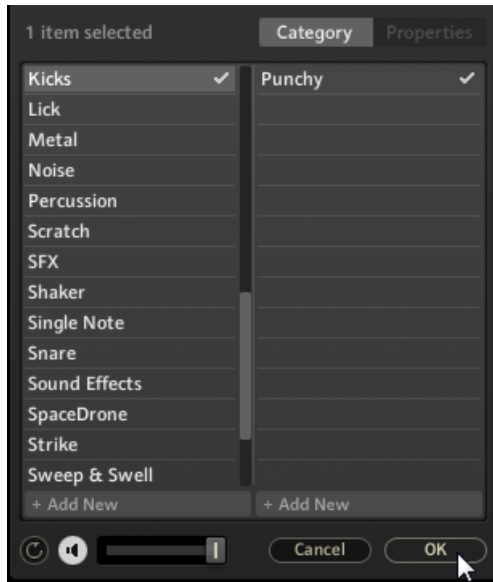 1 item selected Category Properties
Kicks Punchy
Lick
Metal
Noise
Percussion
Scratch
SFX
Shaker
Single Note
Snare
Sound Effects
SpaceDrone
Strike
Sweep & Swell
+ Add New + Add New
Cancel OK